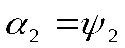 α₂ = ψ₂